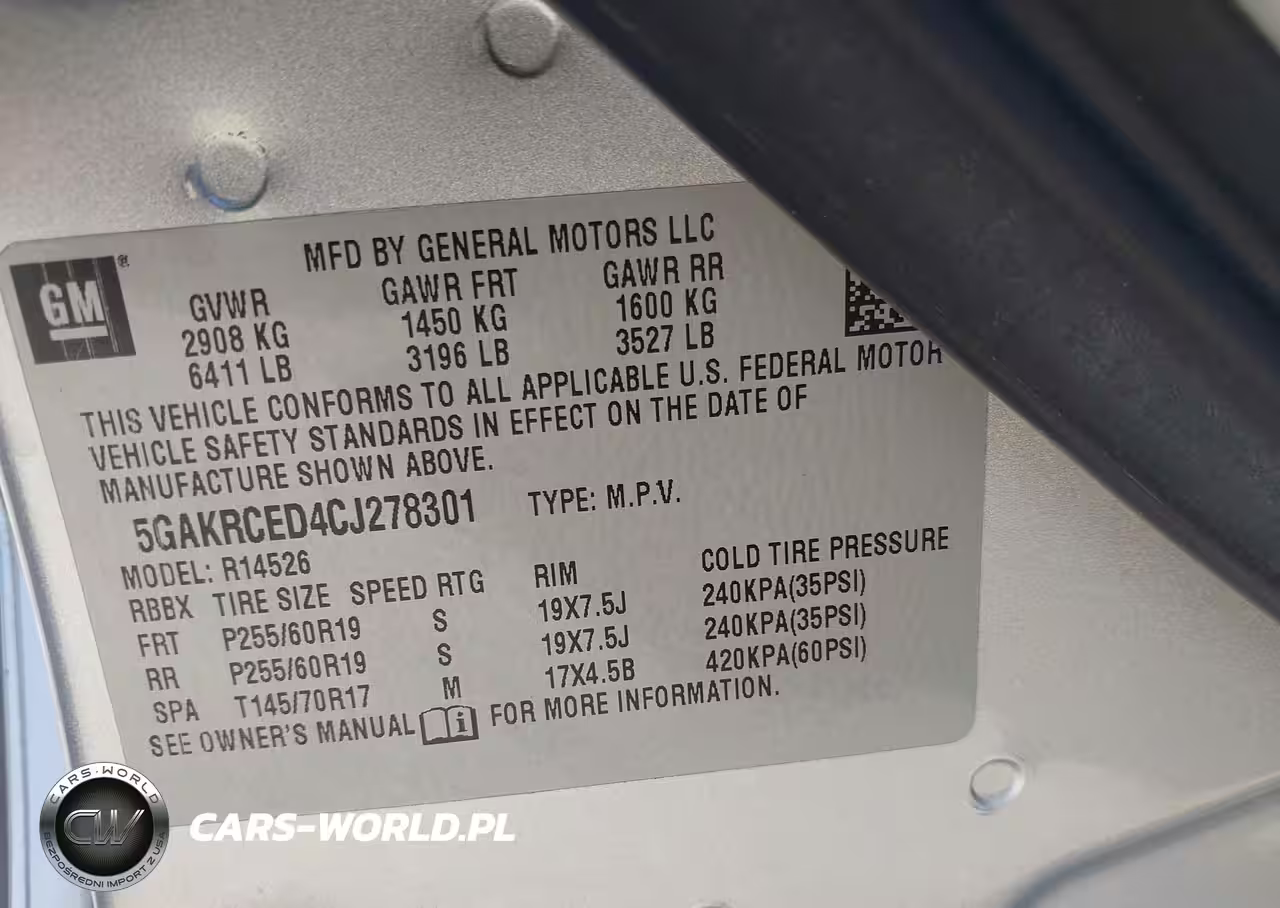 GM®
MFD BY GENERAL MOTORS LLC
GVWR GAWR FRT GAWR RR
2908 KG 1450 KG 1600 KG
6411 LB 3196 LB 3527 LB
THIS VEHICLE CONFORMS TO ALL APPLICABLE U.S. FEDERAL MOTOR
VEHICLE SAFETY STANDARDS IN EFFECT ON THE DATE OF
MANUFACTURE SHOWN ABOVE.
5GAKRCED4CJ278301 TYPE: M.P.V.
MODEL: R14526
RBBX TIRE SIZE SPEED RTG RIM COLD TIRE PRESSURE
FRT P255/60R19 S 19X7.5J 240KPA(35PSI)
RR P255/60R19 S 19X7.5J 240KPA(35PSI)
SPA T145/70R17 M 17X4.5B 420KPA(60PSI)
SEE OWNER'S MANUAL i FOR MORE INFORMATION.
CARS-WORLD
CW
BEZPOŚREDNI IMPORT Z USA
CARS-WORLD.PL